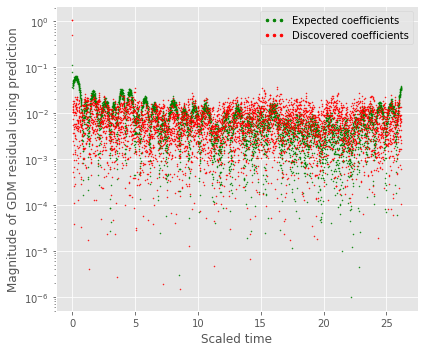 Expected coefficients
Discovered coefficients
Magnitude of GDM residual using prediction
10⁰
10⁻¹
10⁻²
10⁻³
10⁻⁴
10⁻⁵
10⁻⁶
0 5 10 15 20 25
Scaled time